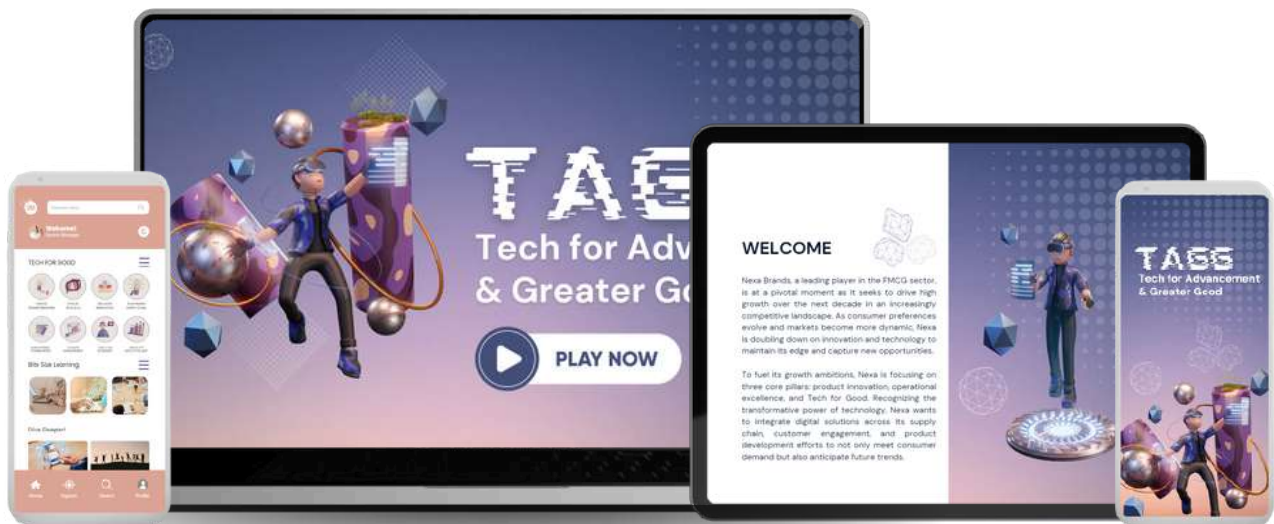 Welcome!
TECH FOR GOOD
Bite Size Learning
Home
Search
Profile
TAG
Tech for Adv
& Greater Go
PLAY NOW
WELCOME
Nexa Brands, a leading player in the FMCG sector,
is at a pivotal moment as it seeks to drive high
growth over the next decade in an increasingly
competitive landscape. As consumer preferences
evolve and markets become more dynamic, Nexa
is doubling down on innovation and technology to
maintain its edge and capture new opportunities.
To fuel its growth ambitions, Nexa is focusing on
three core pillars: product innovation, operational
excellence, and Tech for Good. Recognizing the
transformative power of technology, Nexa wants
to integrate digital solutions across its supply
chain, customer engagement, and product
development efforts to not only meet consumer
demand but also anticipate future trends.
TAGG
Tech for Advancement
& Greater Good